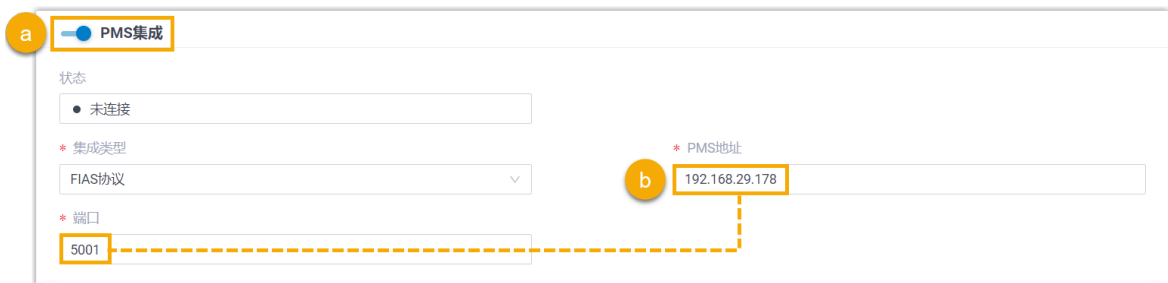 a
PMS集成
状态
未连接
* 集成类型
* PMS地址
FIAS协议
b
192.168.29.178
* 端口
5001